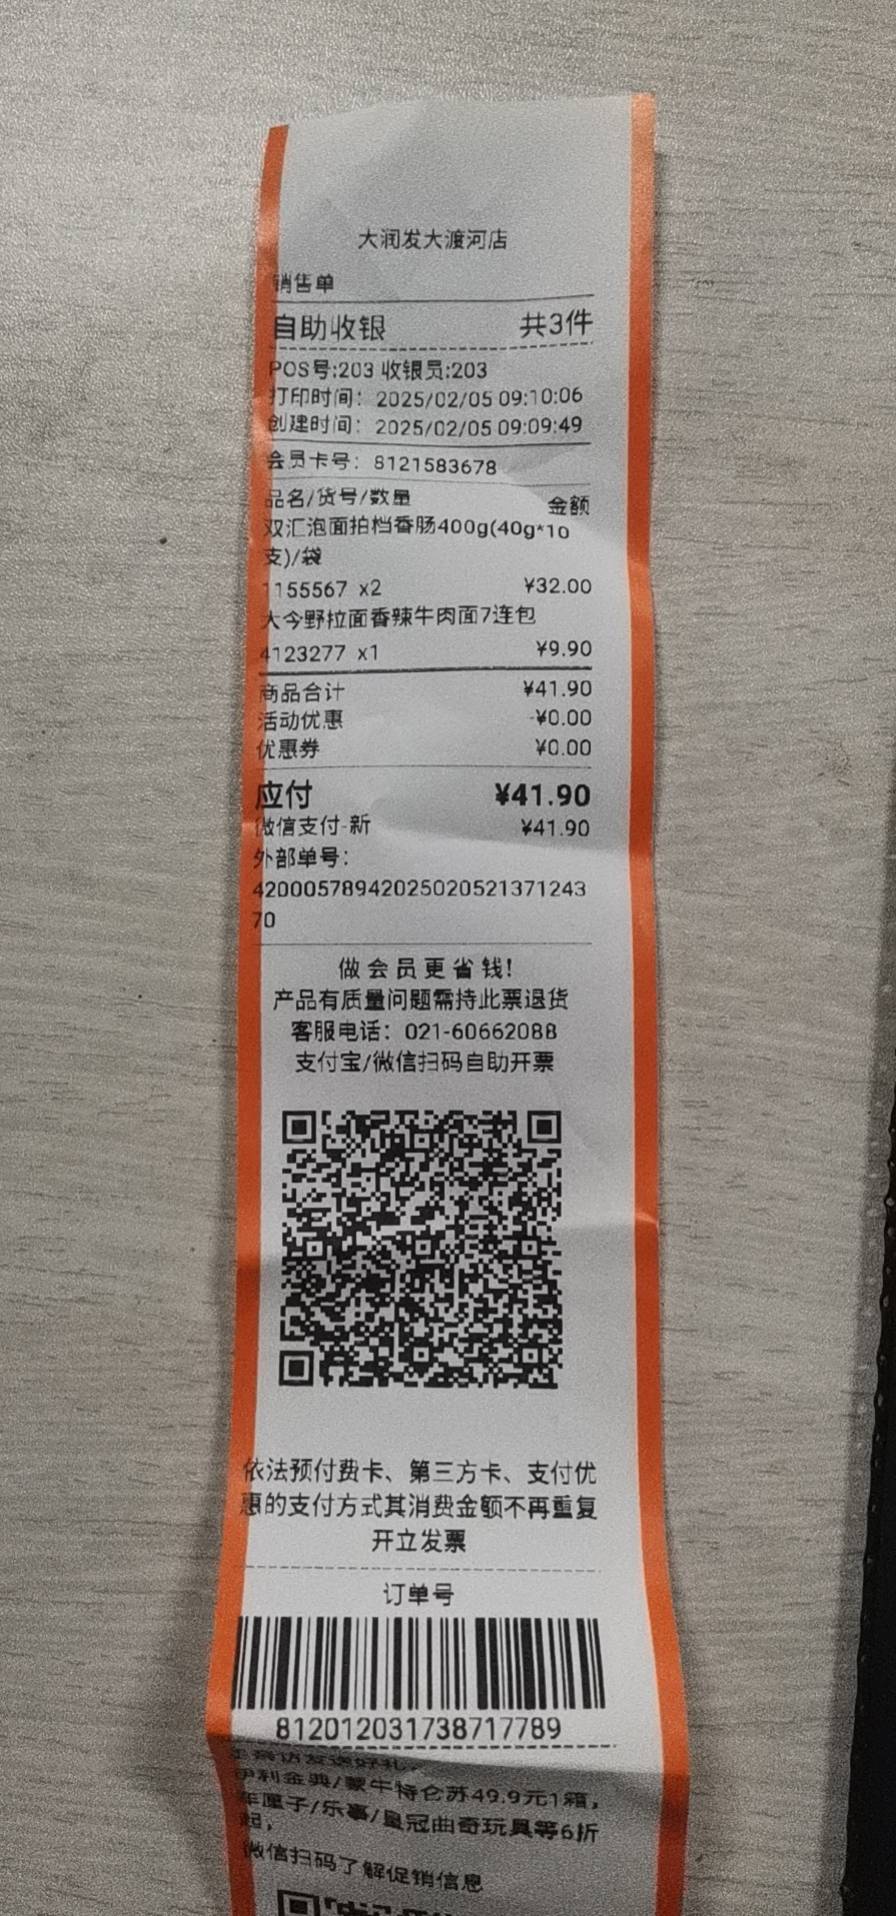 大润发大渡河店
销售单
自助收银 共3件
POS号:203 收银员:203
打印时间：2025/02/05 09:10:06
创建时间：2025/02/05 09:09:49
会员卡号：8121583678
品名/货号/数量 金额
双汇泡面拍档香肠400g(40g*10
支)/袋
1155567 x2 ¥32.00
大今野拉面香辣牛肉面7连包
4123277 x1 ¥9.90
商品合计 ¥41.90
活动优惠 -¥0.00
优惠券 ¥0.00
应付 ¥41.90
微信支付-新 ¥41.90
外部单号：
42000578942025020521371243
70
做会员更省钱!
产品有质量问题需持此票退货
客服电话：021-60662088
支付宝/微信扫码自助开票
依法预付费卡、第三方卡、支付优
惠的支付方式其消费金额不再重复
开立发票
订单号
812012031738717789
发送好礼，
伊利金典/蒙牛特仑苏49.9元1箱，
车厘子/乐事/皇冠曲奇玩具等6折
起，
微信扫码了解促销信息